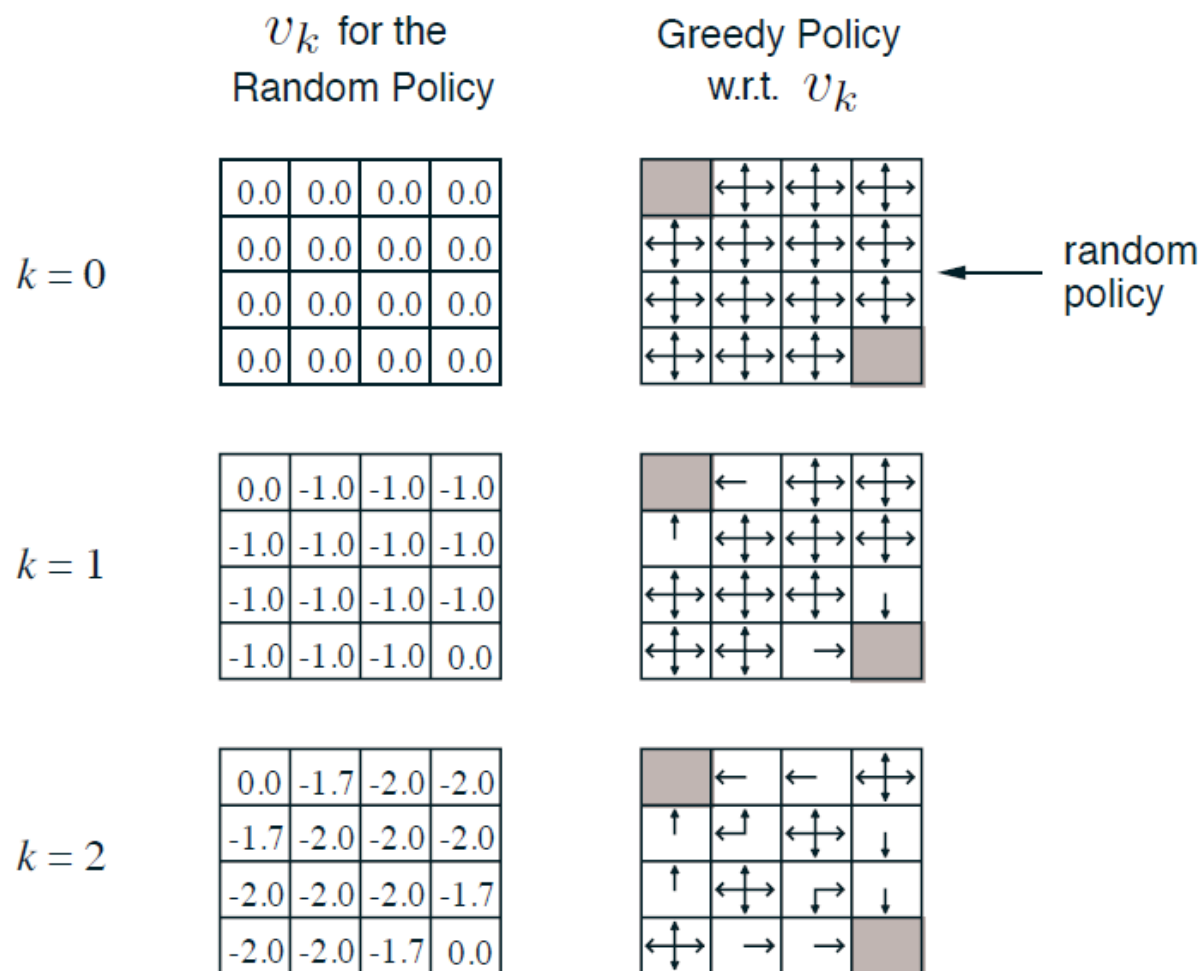 v_k for the
Random Policy
Greedy Policy
w.r.t. v_k
k = 0
0.0 0.0 0.0 0.0
0.0 0.0 0.0 0.0
0.0 0.0 0.0 0.0
0.0 0.0 0.0 0.0
random
policy
k = 1
0.0 -1.0 -1.0 -1.0
-1.0 -1.0 -1.0 -1.0
-1.0 -1.0 -1.0 -1.0
-1.0 -1.0 -1.0 0.0
k = 2
0.0 -1.7 -2.0 -2.0
-1.7 -2.0 -2.0 -2.0
-2.0 -2.0 -2.0 -1.7
-2.0 -2.0 -1.7 0.0